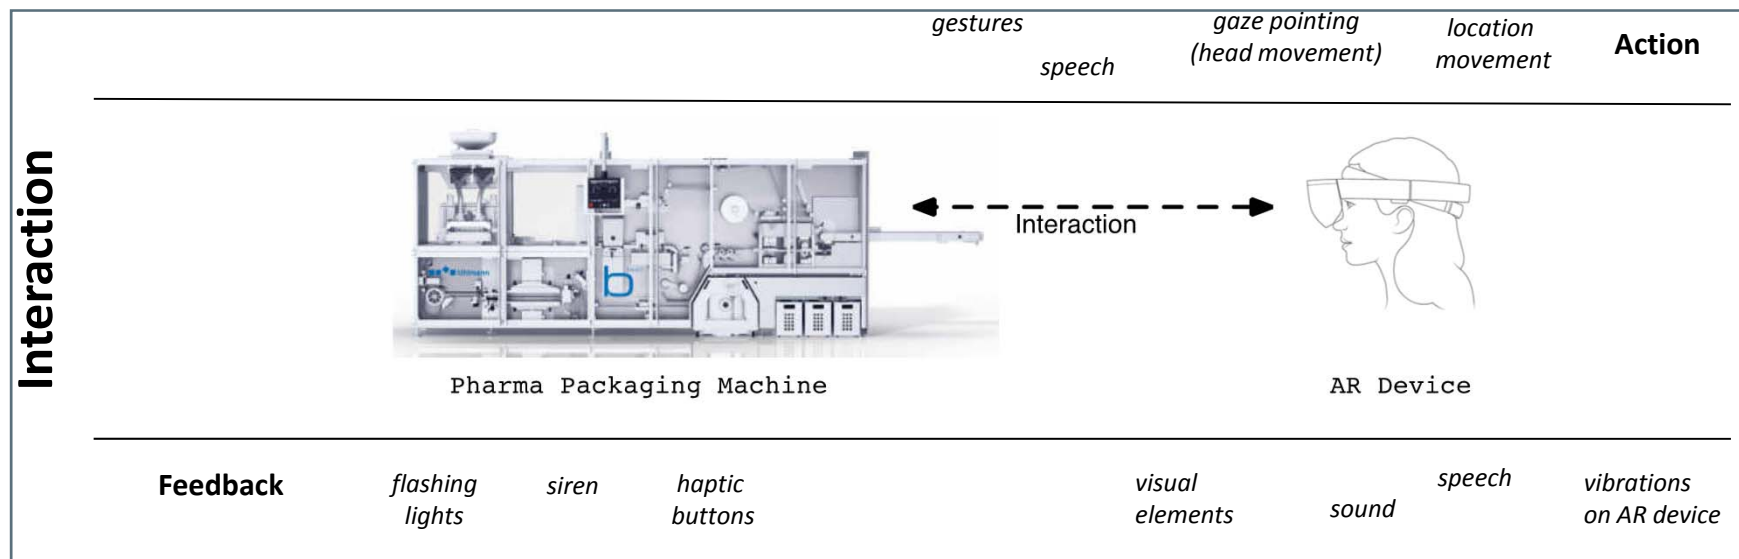 gestures
speech
gaze pointing
(head movement)
location
movement
Action
Interaction
Interaction
uhlmann
b
Pharma Packaging Machine
AR Device
Feedback
flashing
lights
siren
haptic
buttons
visual
elements
sound
speech
vibrations
on AR device